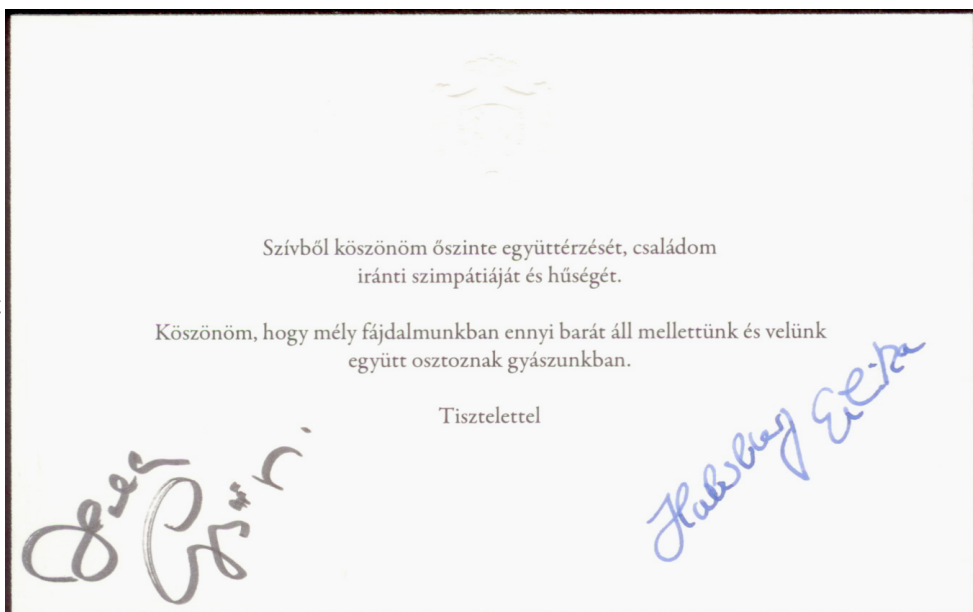 Szívből köszönöm őszinte együttérzését, családom
iránti szimpátiáját és hűségét.
Köszönöm, hogy mély fájdalmunkban ennyi barát áll mellettünk és velünk
együtt osztoznak gyászunkban.
Tisztelettel
Habsburg Eilika